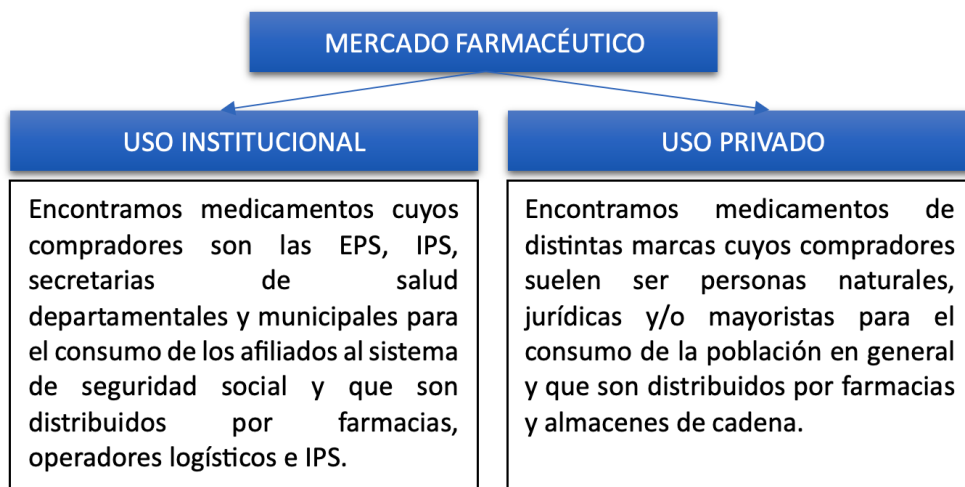 MERCADO FARMACÉUTICO
USO INSTITUCIONAL
Encontramos medicamentos cuyos
compradores son las EPS, IPS,
secretarias de salud
departamentales y municipales para
el consumo de los afiliados al sistema
de seguridad social y que son
distribuidos por farmacias,
operadores logísticos e IPS.
USO PRIVADO
Encontramos medicamentos de
distintas marcas cuyos compradores
suelen ser personas naturales,
jurídicas y/o mayoristas para el
consumo de la población en general
y que son distribuidos por farmacias
y almacenes de cadena.